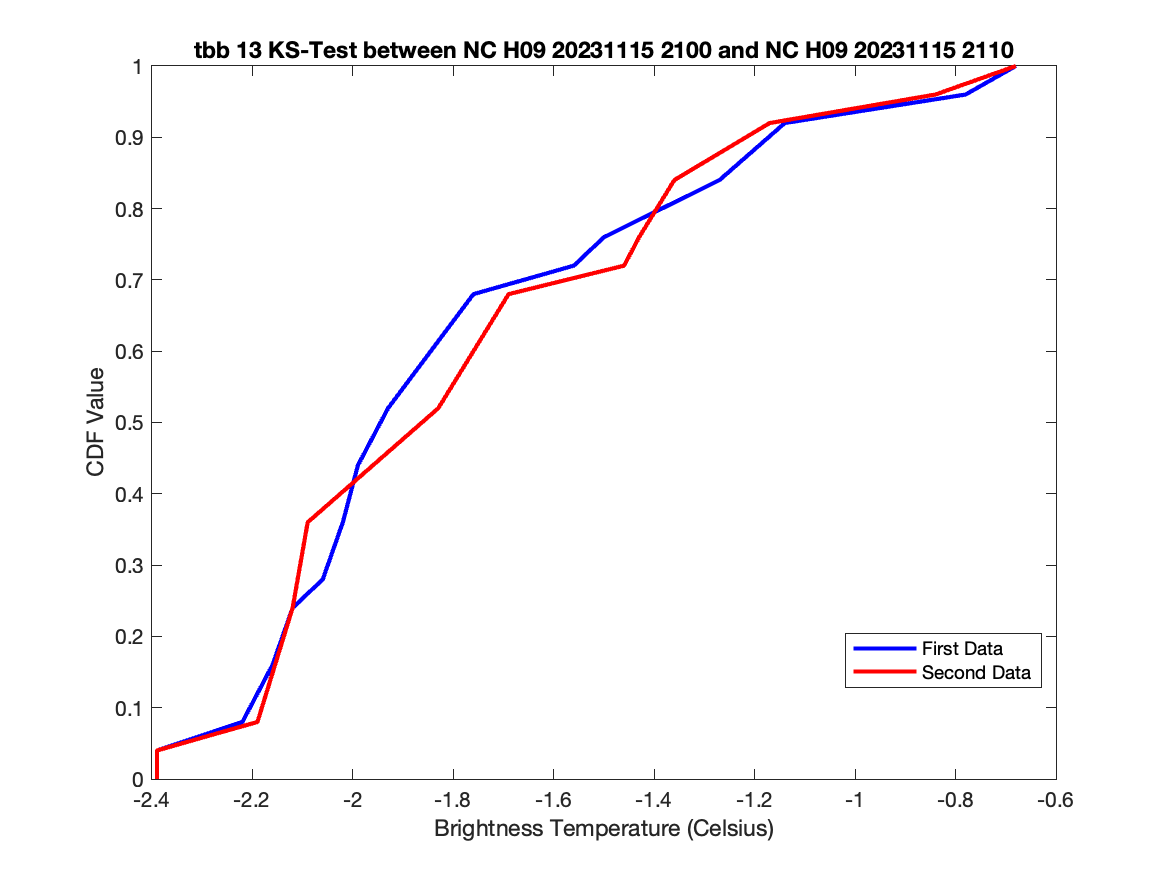 tbb 13 KS-Test between NC H09 20231115 2100 and NC H09 20231115 2110
1
0.9
0.8
0.7
0.6
0.5
0.4
0.3
0.2
0.1
0
CDF Value
First Data
Second Data
-2.4 -2.2 -2 -1.8 -1.6 -1.4 -1.2 -1 -0.8 -0.6
Brightness Temperature (Celsius)